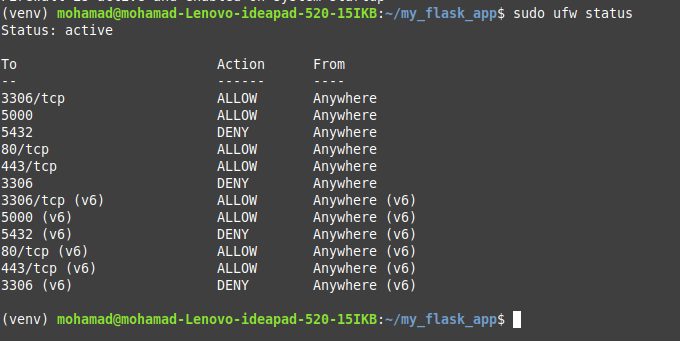 (venv) mohamad@mohamad-Lenovo-ideapad-520-15IKB:~/my_flask_app$ sudo ufw status
Status: active
To Action From
-- ------ ----
3306/tcp ALLOW Anywhere
5000 ALLOW Anywhere
5432 DENY Anywhere
80/tcp ALLOW Anywhere
443/tcp ALLOW Anywhere
3306 DENY Anywhere
3306/tcp (v6) ALLOW Anywhere (v6)
5000 (v6) ALLOW Anywhere (v6)
5432 (v6) DENY Anywhere (v6)
80/tcp (v6) ALLOW Anywhere (v6)
443/tcp (v6) ALLOW Anywhere (v6)
3306 (v6) DENY Anywhere (v6)
(venv) mohamad@mohamad-Lenovo-ideapad-520-15IKB:~/my_flask_app$